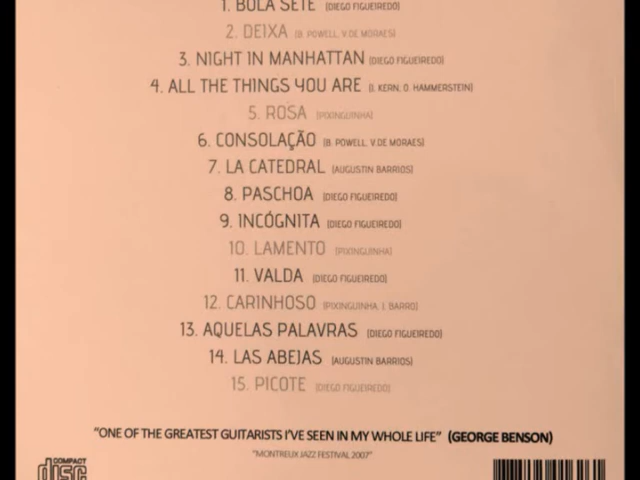 1. BOLA SETE (DIEGO FIGUEIREDO)
2. DEIXA (B. POWELL, V.DE MORAES)
3. NIGHT IN MANHATTAN (DIEGO FIGUEIREDO)
4. ALL THE THINGS YOU ARE (J. KERN, O. HAMMERSTEIN)
5. ROSA (PIXINGUINHA)
6. CONSOLAÇÃO (B. POWELL, V.DE MORAES)
7. LA CATEDRAL (AUGUSTIN BARRIOS)
8. PASCHOA (DIEGO FIGUEIREDO)
9. INCÓGNITA (DIEGO FIGUEIREDO)
10. LAMENTO (PIXINGUINHA)
11. VALDA (DIEGO FIGUEIREDO)
12. CARINHOSO (PIXINGUINHA, J. BARRO)
13. AQUELAS PALAVRAS (DIEGO FIGUEIREDO)
14. LAS ABEJAS (AUGUSTIN BARRIOS)
15. PICOTE (DIEGO FIGUEIREDO)
“ONE OF THE GREATEST GUITARISTS I’VE SEEN IN MY WHOLE LIFE” (GEORGE BENSON)
“MONTREUX JAZZ FESTIVAL 2007”
COMPACT
disc